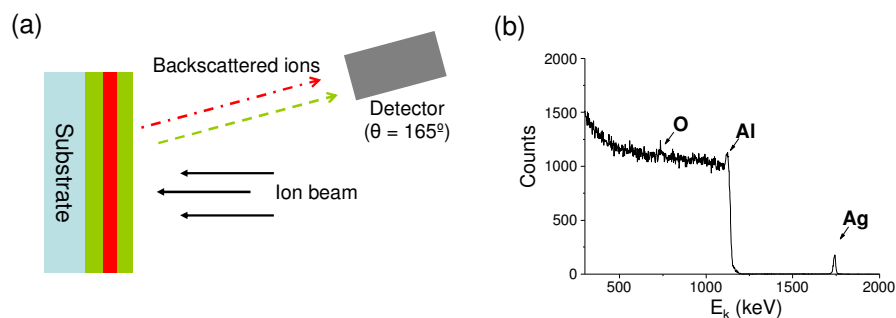 (a)
Backscattered ions
Detector
(θ = 165º)
Substrate
Ion beam
(b)
2000
1500
1000
500
0
Counts
O
Al
Ag
500
1000
1500
2000
E_k (keV)